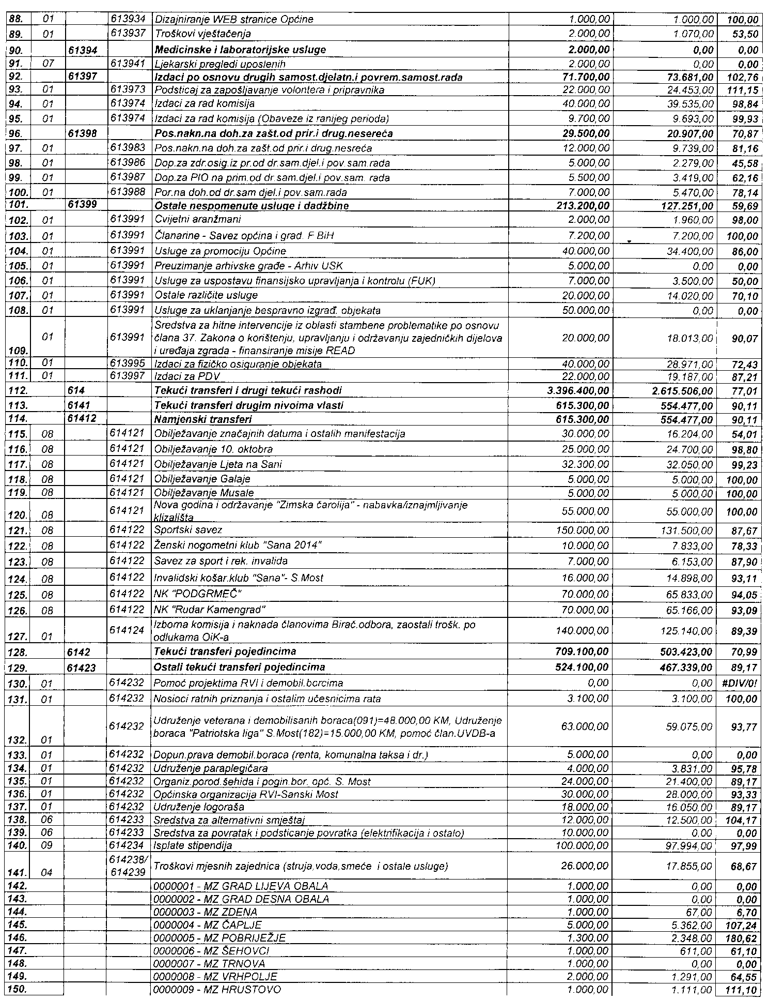 88. 01 613934 Dizajniranje WEB stranice Općine 1.000,00 1.000,00 100,00
89. 01 613937 Troškovi vještačenja 2.000,00 1.070,00 53,50
90. 61394 Medicinske i laboratorijske usluge 2.000,00 0,00 0,00
91. 07 613941 Ljekarski pregledi uposlenih 2.000,00 0,00 0,00
92. 61397 Izdaci po osnovu drugih samost.djelatn.i povrem.samost.rada 71.700,00 73.681,00 102,76
93. 01 613973 Podsticaj za zapošljavanje volontera i pripravnika 22.000,00 24.453,00 111,15
94. 01 613974 Izdaci za rad komisija 40.000,00 39.535,00 98,84
95. 01 613974 Izdaci za rad komisija (Obaveze iz ranijeg perioda) 9.700,00 9.693,00 99,93
96. 61398 Pos.nakn.na doh.za zašt.od prir.i drug.nesereća 29.500,00 20.907,00 70,87
97. 01 613983 Pos.nakn.na doh.za zašt.od prir.i drug.nesreća 12.000,00 9.739,00 81,16
98. 01 613986 Dop.za zdr.osig.iz pr.od dr.sam.djel.i pov.sam.rada 5.000,00 2.279,00 45,58
99. 01 613987 Dop.za PIO na prim.od dr.sam.djel.i pov.sam. rada 5.500,00 3.419,00 62,16
100. 01 613988 Por.na doh.od dr.sam djel.i pov.sam.rada 7.000,00 5.470,00 78,14
101. 61399 Ostale nespomenute usluge i dadžbine 213.200,00 127.251,00 59,69
102. 01 613991 Cvijetni aranžmani 2.000,00 1.960,00 98,00
103. 01 613991 Članarine - Savez općina i grad. F BiH 7.200,00 7.200,00 100,00
104. 01 613991 Usluge za promociju Općine 40.000,00 34.400,00 86,00
105. 01 613991 Preuzimanje arhivske građe - Arhiv USK 5.000,00 0,00 0,00
106. 01 613991 Usluge za uspostavu finansijsko upravljanja i kontrolu (FUK) 7.000,00 3.500,00 50,00
107. 01 613991 Ostale različite usluge 20.000,00 14.020,00 70,10
108. 01 613991 Usluge za uklanjanje bespravno izgrađ. objekata 50.000,00 0,00 0,00
Sredstva za hitne intervencije iz oblasti stambene problematike po osnovu
01 613991 člana 37. Zakona o korištenju, upravljanju i održavanju zajedničkih dijelova 20.000,00 18.013,00 90,07
109. i uređaja zgrada - finansiranje misije READ
110. 01 613995 Izdaci za fizičko osiguranje objekata 40.000,00 28.971,00 72,43
111. 01 613997 Izdaci za PDV 22.000,00 19.187,00 87,21
112. 614 Tekući transferi i drugi tekući rashodi 3.396.400,00 2.615.506,00 77,01
113. 6141 Tekući transferi drugim nivoima vlasti 615.300,00 554.477,00 90,11
114. 61412 Namjenski transferi 615.300,00 554.477,00 90,11
115. 08 614121 Obilježavanje značajnih datuma i ostalih manifestacija 30.000,00 16.204,00 54,01
116. 08 614121 Obilježavanje 10. oktobra 25.000,00 24.700,00 98,80
117. 08 614121 Obilježavanje Ljeta na Sani 32.300,00 32.050,00 99,23
118. 08 614121 Obilježavanje Galaje 5.000,00 5.000,00 100,00
119. 08 614121 Obilježavanje Musale 5.000,00 5.000,00 100,00
614121 Nova godina i održavanje "Zimska čarolija" - nabavka/iznajmljivanje
120. 08 klizališta 55.000,00 55.000,00 100,00
121. 08 614122 Sportski savez 150.000,00 131.500,00 87,67
122. 08 614122 Ženski nogometni klub "Sana 2014" 10.000,00 7.833,00 78,33
123. 08 614122 Savez za sport i rek. invalida 7.000,00 6.153,00 87,90
124. 08 614122 Invalidski košar.klub "Sana"- S.Most 16.000,00 14.898,00 93,11
125. 08 614122 NK "PODGRMEČ" 70.000,00 65.833,00 94,05
126. 08 614122 NK "Rudar Kamengrad" 70.000,00 65.166,00 93,09
614124 Izborna komisija i naknada članovima Birač.odbora, zaostali trošk. po
127. 01 odlukama OiK-a 140.000,00 125.140,00 89,39
128. 6142 Tekući transferi pojedincima 709.100,00 503.423,00 70,99
129. 61423 Ostali tekući transferi pojedincima 524.100,00 467.339,00 89,17
130. 01 614232 Pomoć projektima RVI i demobil.borcima 0,00 0,00 #DIV/0!
131. 01 614232 Nosioci ratnih priznanja i ostalim učesnicima rata 3.100,00 3.100,00 100,00
614232 Udruženje veterana i demobilisanih boraca(091)=48.000,00 KM, Udruženje 63.000,00 59.075,00 93,77
132. 01 boraca "Patriotska liga" S.Most(182)=15.000,00 KM, pomoć član.UVDB-a
133. 01 614232 Dopun.prava demobil.boraca (renta, komunalna taksa i dr.) 5.000,00 0,00 0,00
134. 01 614232 Udruženje paraplegičara 4.000,00 3.831,00 95,78
135. 01 614232 Organiz.porod.šehida i pogin.bor. opć. S. Most 24.000,00 21.400,00 89,17
136. 01 614232 Općinska organizacija RVI-Sanski Most 30.000,00 28.000,00 93,33
137. 01 614232 Udruženje logoraša 18.000,00 16.050,00 89,17
138. 06 614233 Sredstva za alternativni smještaj 12.000,00 12.500,00 104,17
139. 06 614233 Sredstva za povratak i podsticanje povratka (elektrifikacija i ostalo) 10.000,00 0,00 0,00
140. 09 614234 Isplate stipendija 100.000,00 97.994,00 97,99
614238/
141. 04 614239 Troškovi mjesnih zajednica (struja,voda,smeće i ostale usluge) 26.000,00 17.855,00 68,67
142. 0000001 - MZ GRAD LIJEVA OBALA 1.000,00 0,00 0,00
143. 0000002 - MZ GRAD DESNA OBALA 1.000,00 0,00 0,00
144. 0000003 - MZ ZDENA 1.000,00 67,00 6,70
145. 0000004 - MZ ČAPLJE 5.000,00 5.362,00 107,24
146. 0000005 - MZ POBRIJEŽJE 1.300,00 2.348,00 180,62
147. 0000006 - MZ ŠEHOVCI 1.000,00 611,00 61,10
148. 0000007 - MZ TRNOVA 1.000,00 0,00 0,00
149. 0000008 - MZ VRHPOLJE 2.000,00 1.291,00 64,55
150. 0000009 - MZ HRUSTOVO 1.000,00 1.111,00 111,10